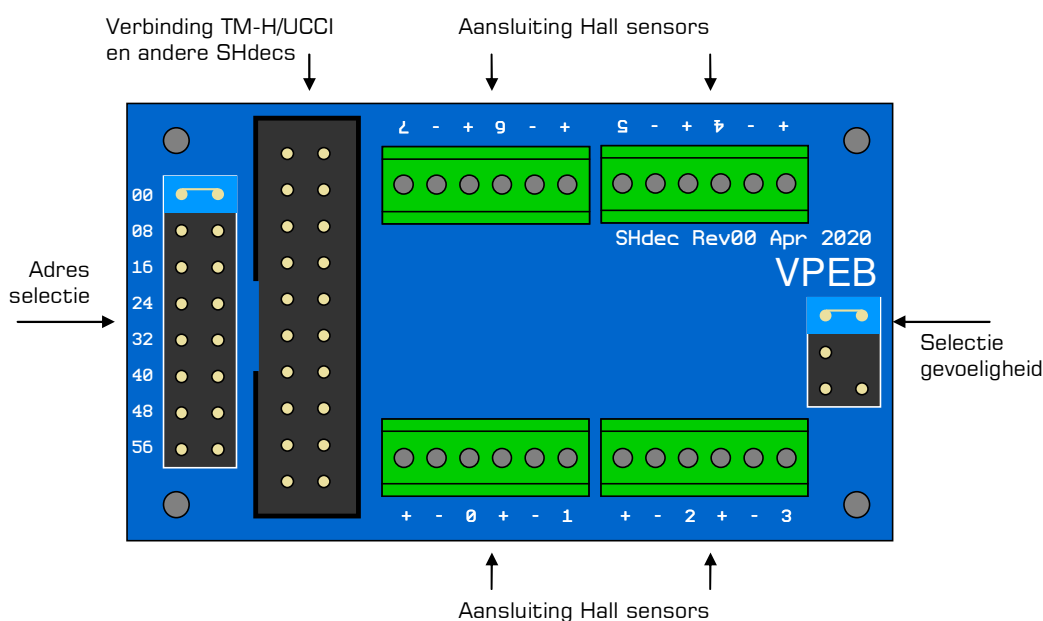 Verbinding TM-H/UCCI
en andere SHdecs
Aansluiting Hall sensors
7 - + 6 - +
5 - + 4 - +
00
08
16
24
32
40
48
56
SHdec Rev00 Apr 2020
VPEB
Adres
selectie
Selectie
gevoeligheid
+ - 0 + - 1
+ - 2 + - 3
Aansluiting Hall sensors